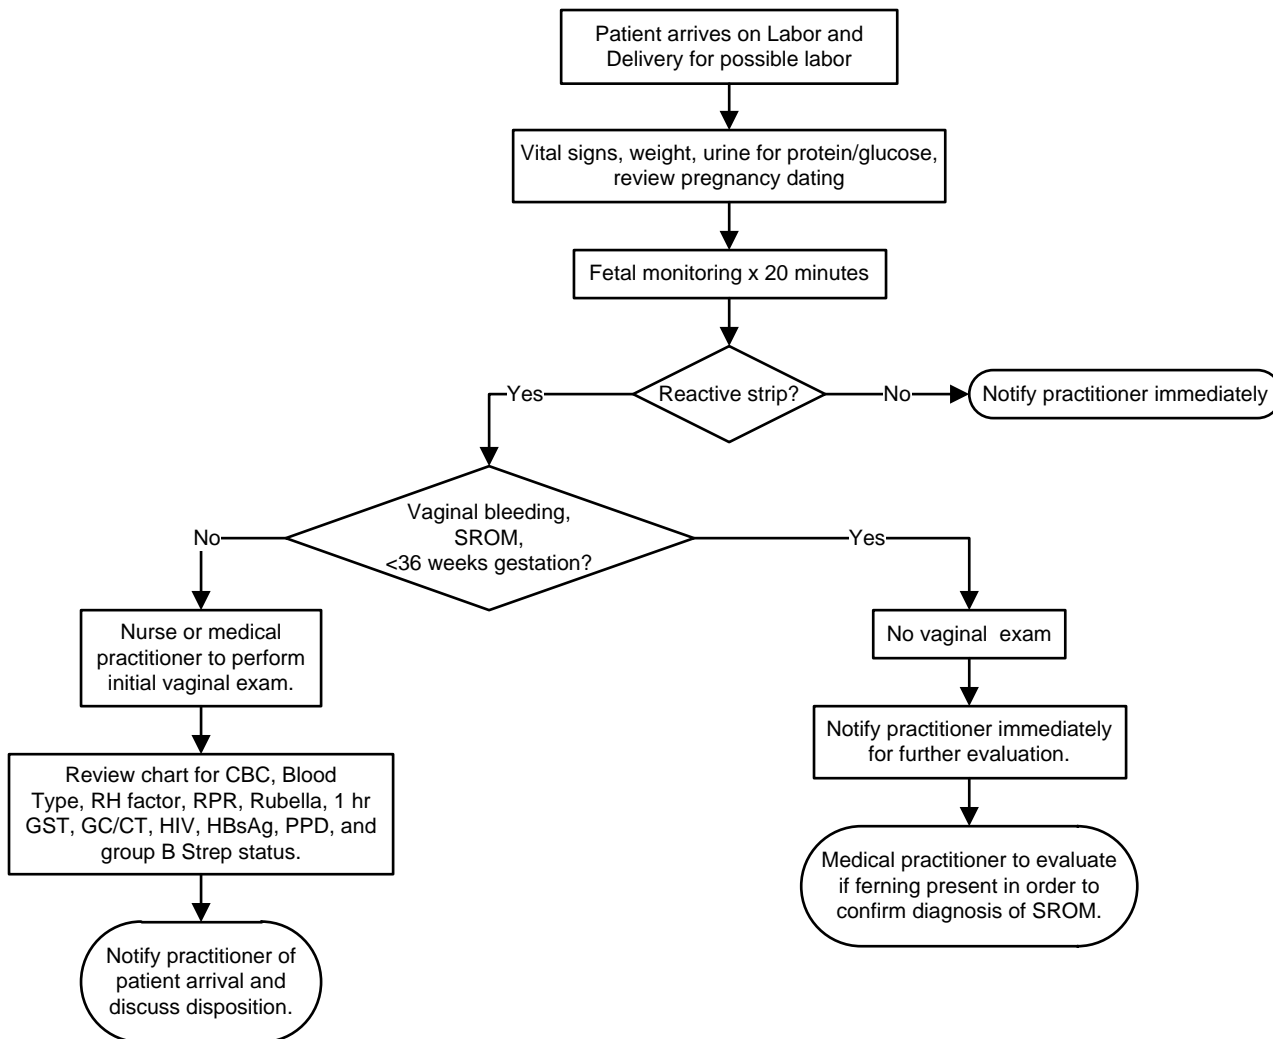 Patient arrives on Labor and
Delivery for possible labor
Vital signs, weight, urine for protein/glucose,
review pregnancy dating
Fetal monitoring x 20 minutes
Reactive strip?
Yes
No
Notify practitioner immediately
Vaginal bleeding,
SROM,
<36 weeks gestation?
No
Yes
Nurse or medical
practitioner to perform
initial vaginal exam.
No vaginal exam
Review chart for CBC, Blood
Type, RH factor, RPR, Rubella, 1 hr
GST, GC/CT, HIV, HBsAg, PPD, and
group B Strep status.
Notify practitioner immediately
for further evaluation.
Notify practitioner of
patient arrival and
discuss disposition.
Medical practitioner to evaluate
if ferning present in order to
confirm diagnosis of SROM.